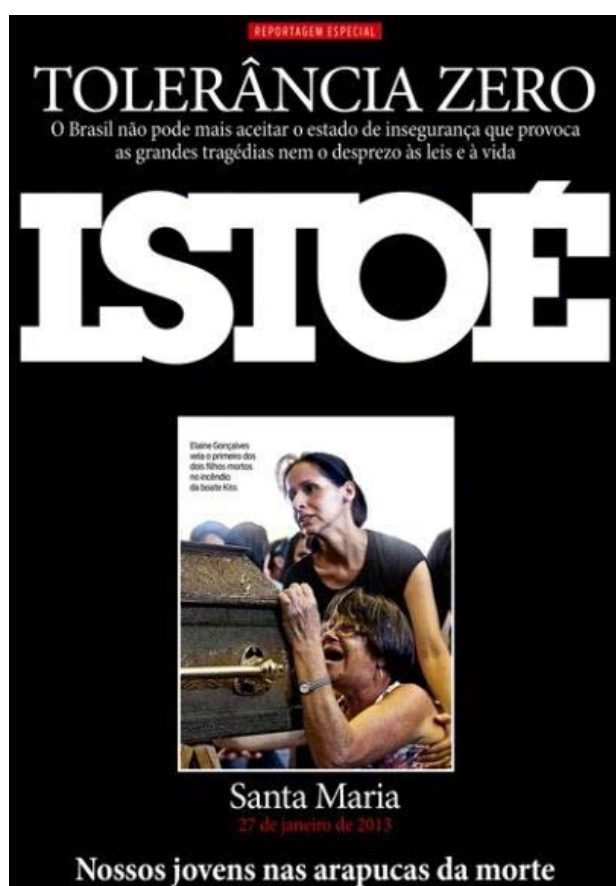 REPORTAGEM ESPECIAL
TOLERÂNCIA ZERO
O Brasil não pode mais aceitar o estado de insegurança que provoca
as grandes tragédias nem o desprezo às leis e à vida
ISTOÉ
Elaine Gonçalves
vela o primeiro dos
dois filhos mortos
no incêndio
da boate Kiss
Santa Maria
27 de janeiro de 2013
Nossos jovens nas arapucas da morte